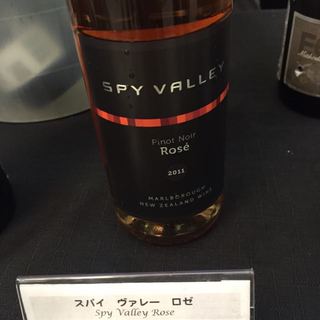 SPY VALLEY
Pinot Noir
Rosé
2011
MARLBOROUGH
NEW ZEALAND WINE
スパイ ヴァレー ロゼ
Spy Valley Rose